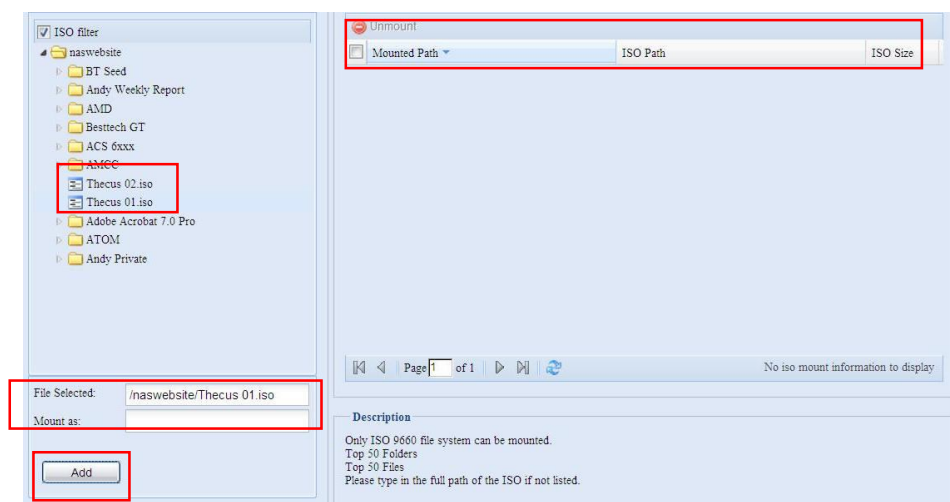 ISO filter
naswebsite
BT Seed
Andy Weekly Report
AMD
Besttech GT
ACS 6xxx
AMCC
Thecus 02.iso
Thecus 01.iso
Adobe Acrobat 7.0 Pro
ATOM
Andy Private
File Selected: /naswebsite/Thecus 01.iso
Mount as:
Add
Unmount
Mounted Path ISO Path ISO Size
Page 1 of 1 No iso mount information to display
Description
Only ISO 9660 file system can be mounted.
Top 50 Folders
Top 50 Files
Please type in the full path of the ISO if not listed.